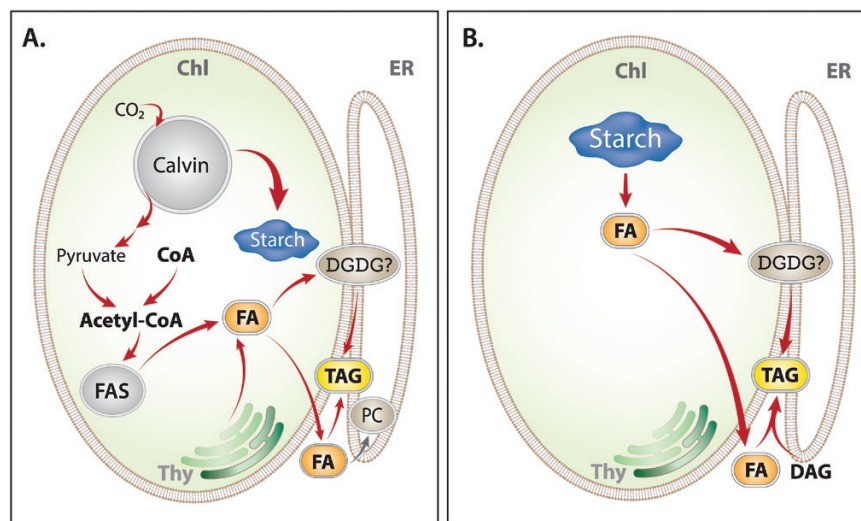 A.
Chl
ER
CO₂
Calvin
Starch
Pyruvate
CoA
DGDG?
Acetyl-CoA
FA
FAS
TAG
PC
Thy
FA
B.
Chl
ER
Starch
FA
DGDG?
TAG
Thy
FA
DAG